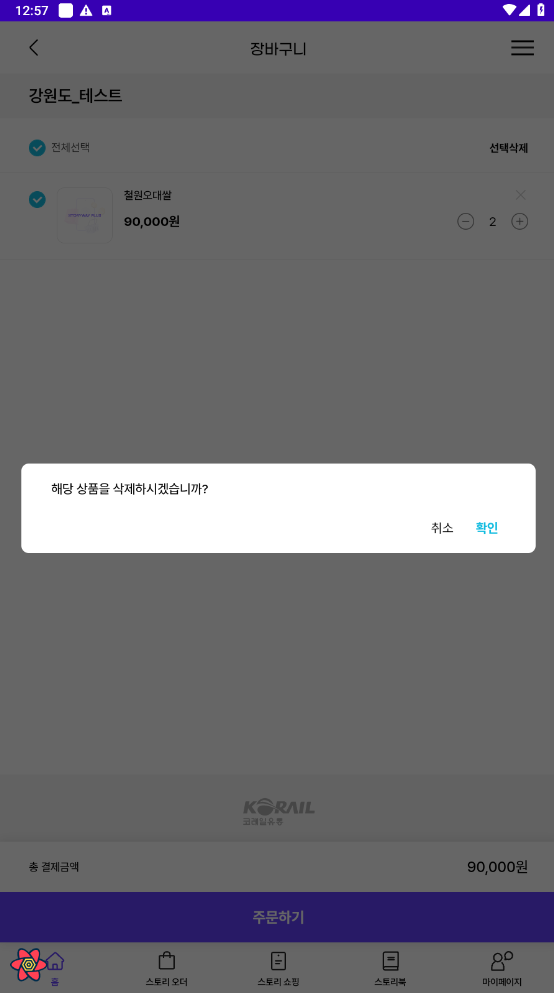 12:57
장바구니
강원도_테스트
전체선택
선택삭제
철원오대쌀
90,000원
2
해당 상품을 삭제하시겠습니까?
취소 확인
KORAIL
코레일유통
총 결제금액
90,000원
주문하기
홈
스토리 오더
스토리 쇼핑
스토리북
마이페이지